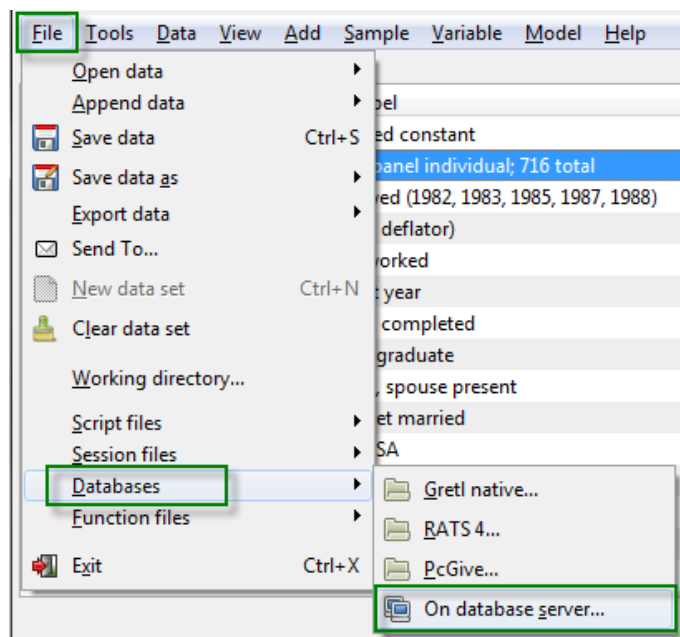 File Tools Data View Add Sample Variable Model Help
Open data
Append data
Save data Ctrl+S
Save data as
Export data
Send To...
New data set Ctrl+N
Clear data set
Working directory...
Script files
Session files
Databases
Function files
Exit Ctrl+X
ed constant
panel individual; 716 total
ved (1982, 1983, 1985, 1987, 1988)
deflator)
vorked
year
completed
graduate
, spouse present
et married
SA
Gretl native...
RATS 4...
PcGive...
On database server...